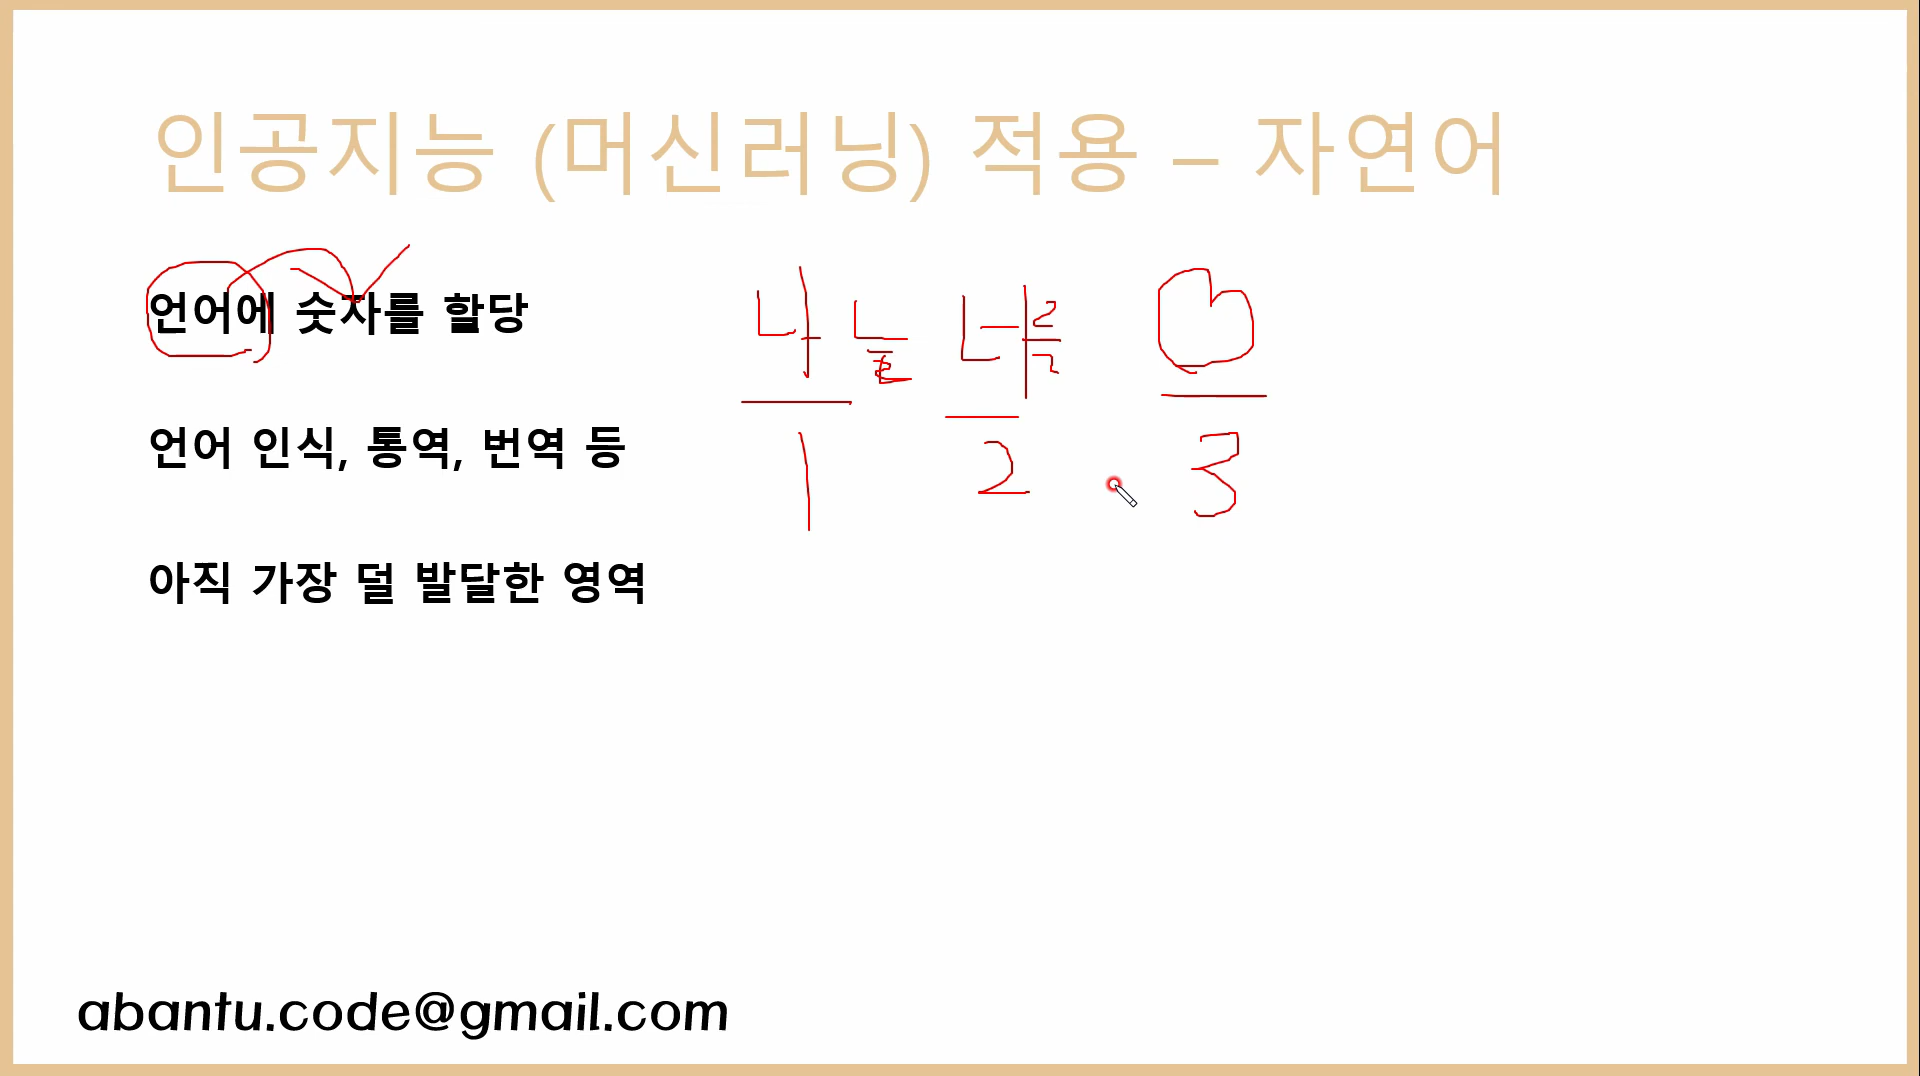 인공지능 (머신러닝) 적용 – 자연어
언어에 숫자를 할당
나는 너를
1 2 3
언어 인식, 통역, 번역 등
아직 가장 덜 발달한 영역
abantu.code@gmail.com